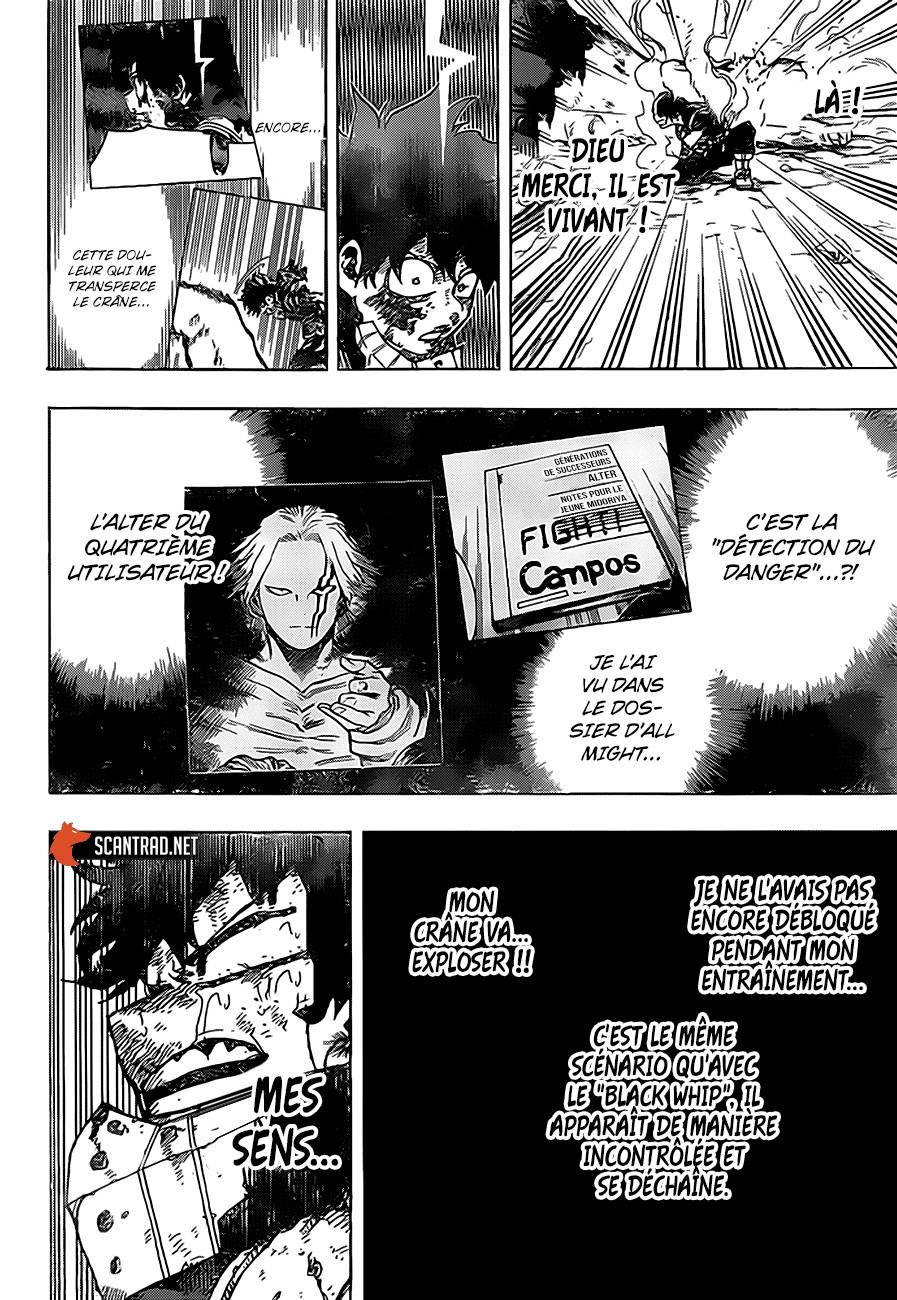 LÀ !
DIEU
MERCI, IL EST
VIVANT !
ENCORE...
CETTE DOU-
LEUR QUI ME
TRANSPERCE
LE CRÂNE...
C'EST LA
"DÉTECTION DU
DANGER"...?!
GÉNÉRATIONS
DE SUCCESSEURS
ALTER
NOTES POUR LE
JEUNE MIDORIYA
FIGHT!
Campos
JE L'AI
VU DANS
LE DOS-
SIER D'ALL
MIGHT...
L'ALTER DU
QUATRIÈME
UTILISATEUR !
JE NE L'AVAIS PAS
ENCORE DÉBLOQUÉ
PENDANT MON
ENTRAÎNEMENT...
C'EST LE MÊME
SCÉNARIO QU'AVEC
LE "BLACK WHIP", IL
APPARAÎT DE MANIÈRE
INCONTRÔLÉE ET
SE DÉCHAÎNE.
MON
CRÂNE VA...
EXPLOSER !!
SCANTRAD.NET
MES
SENS...